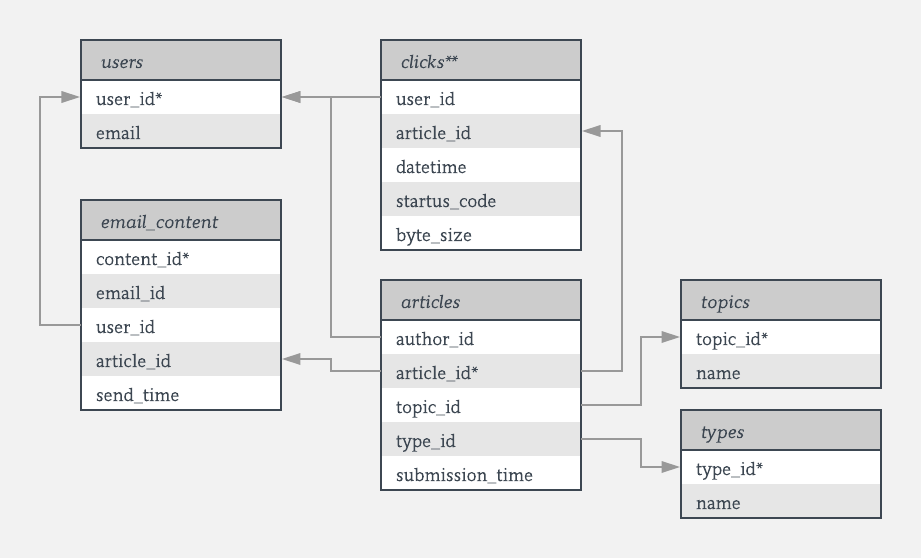 users
user_id*
email
email_content
content_id*
email_id
user_id
article_id
send_time
clicks**
user_id
article_id
datetime
startus_code
byte_size
articles
author_id
article_id*
topic_id
type_id
submission_time
topics
topic_id*
name
types
type_id*
name